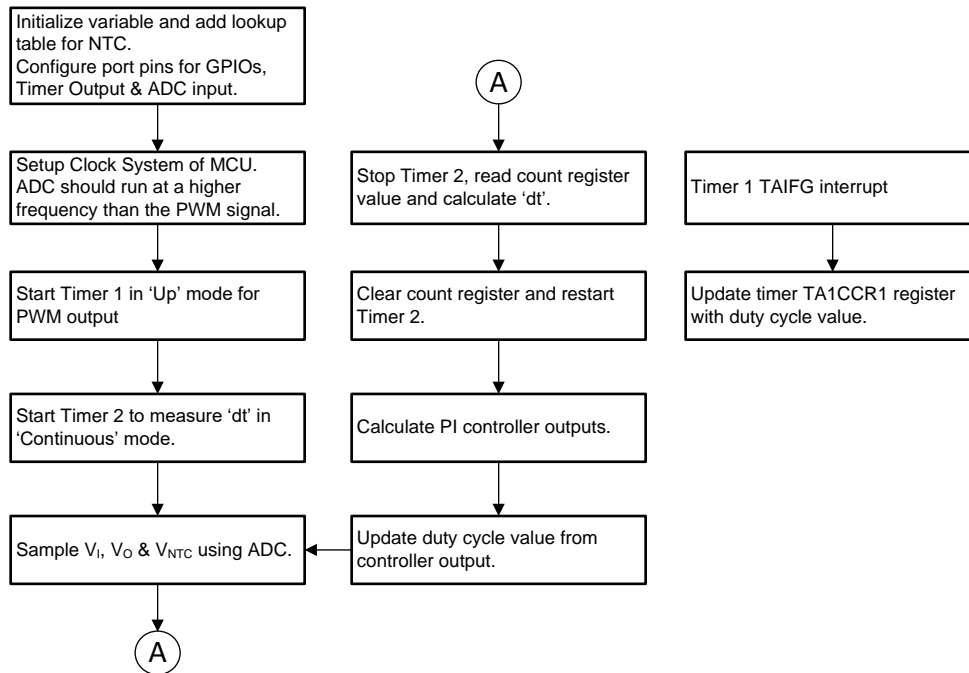 Initialize variable and add lookup
table for NTC.
Configure port pins for GPIOs,
Timer Output & ADC input.
Setup Clock System of MCU.
ADC should run at a higher
frequency than the PWM signal.
Start Timer 1 in ‘Up’ mode for
PWM output
Start Timer 2 to measure ‘dt’ in
‘Continuous’ mode.
Sample VI, VO & VNTC using ADC.
A
A
Stop Timer 2, read count register
value and calculate ‘dt’.
Clear count register and restart
Timer 2.
Calculate PI controller outputs.
Update duty cycle value from
controller output.
Timer 1 TAIFG interrupt
Update timer TA1CCR1 register
with duty cycle value.